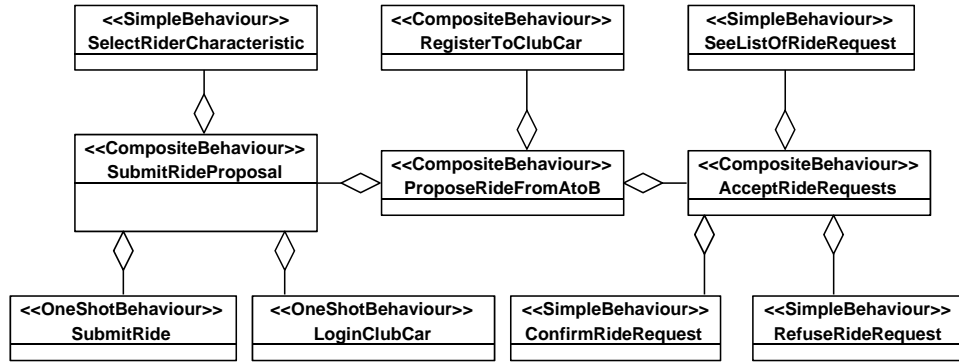 <<SimpleBehaviour>>
SelectRiderCharacteristic
<<CompositeBehaviour>>
RegisterToClubCar
<<SimpleBehaviour>>
SeeListOfRideRequest
<<CompositeBehaviour>>
SubmitRideProposal
<<CompositeBehaviour>>
ProposeRideFromAtoB
<<CompositeBehaviour>>
AcceptRideRequests
<<OneShotBehaviour>>
SubmitRide
<<OneShotBehaviour>>
LoginClubCar
<<SimpleBehaviour>>
ConfirmRideRequest
<<SimpleBehaviour>>
RefuseRideRequest